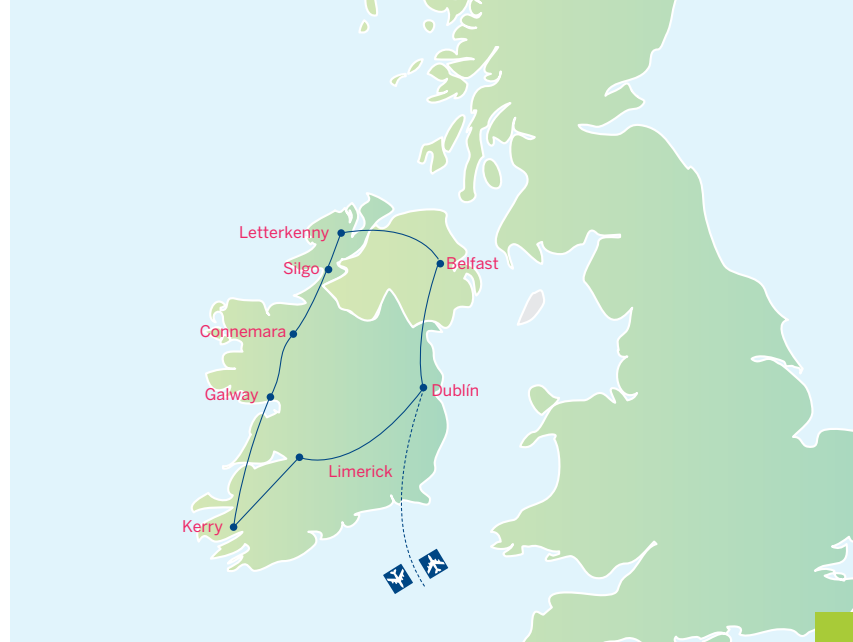 Letterkenny
Belfast
Silgo
Connemara
Dublín
Galway
Limerick
Kerry